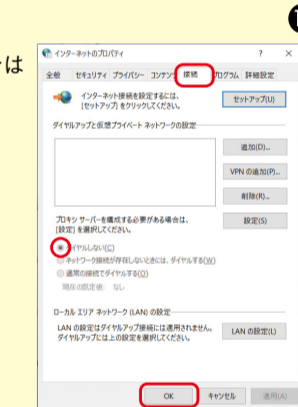 は
インターネットのプロパティ
? ×
全般 セキュリティ プライバシー コンテンツ 接続 プログラム 詳細設定
インターネット接続を設定するには、
[セットアップ] をクリックしてください。
セットアップ(U)
ダイヤルアップと仮想プライベート ネットワークの設定
追加(D)...
VPN の追加(P)...
削除(R)...
プロキシ サーバーを構成する必要がある場合は、
[設定] を選択してください。
設定(S)
ダイヤルしない(C)
ネットワーク接続が存在しないときには、ダイヤルする(W)
通常の接続でダイヤルする(O)
現在の既定値: なし
ローカル エリア ネットワーク (LAN) の設定
LAN の設定はダイヤルアップ接続には適用されません。
ダイヤルアップには上の設定を選択してください。
LAN の設定(L)
OK キャンセル 適用(A)